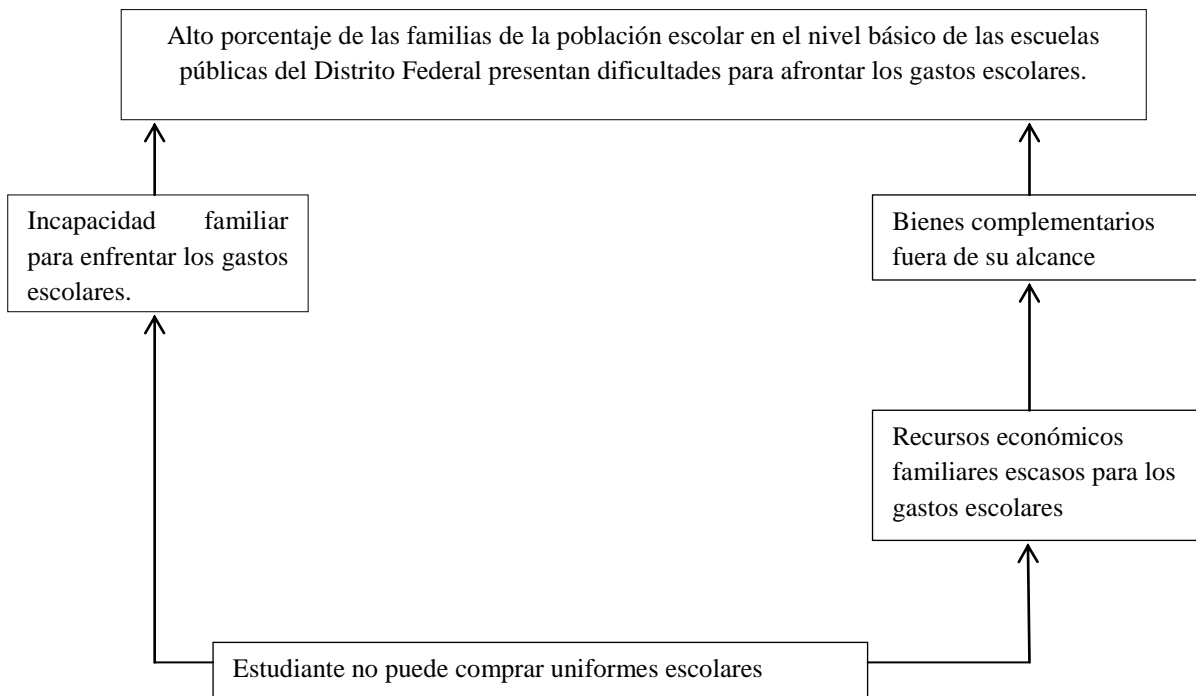 Alto porcentaje de las familias de la población escolar en el nivel básico de las escuelas
públicas del Distrito Federal presentan dificultades para afrontar los gastos escolares.
Incapacidad familiar
para enfrentar los gastos
escolares.
Bienes complementarios
fuera de su alcance
Recursos económicos
familiares escasos para los
gastos escolares
Estudiante no puede comprar uniformes escolares